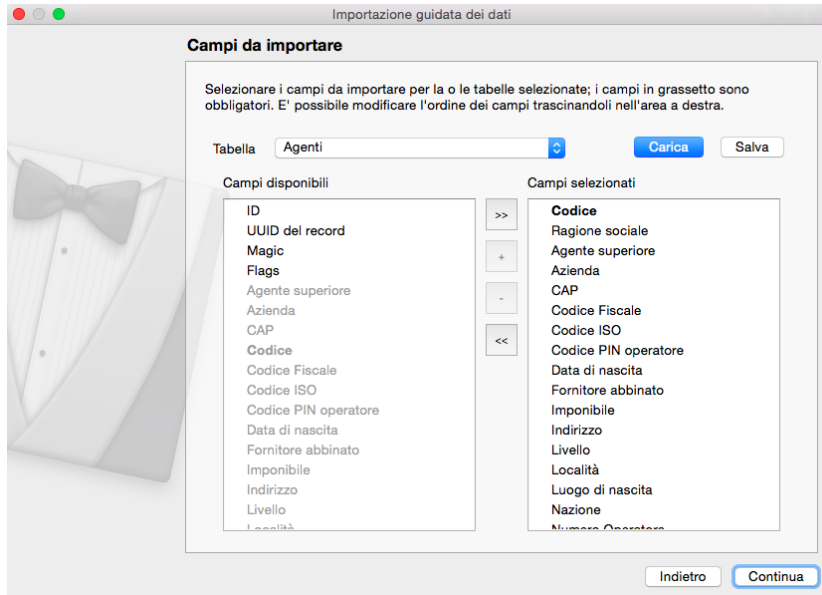 Importazione guidata dei dati
Campi da importare
Selezionare i campi da importare per la o le tabelle selezionate; i campi in grassetto sono
obbligatori. E' possibile modificare l'ordine dei campi trascinandoli nell'area a destra.
Tabella Agenti Carica Salva
Campi disponibili
ID
UUID del record
Magic
Flags
Agente superiore
Azienda
CAP
Codice
Codice Fiscale
Codice ISO
Codice PIN operatore
Data di nascita
Fornitore abbinato
Imponibile
Indirizzo
Livello
Località
>>
+
-
<<
Campi selezionati
Codice
Ragione sociale
Agente superiore
Azienda
CAP
Codice Fiscale
Codice ISO
Codice PIN operatore
Data di nascita
Fornitore abbinato
Imponibile
Indirizzo
Livello
Località
Luogo di nascita
Nazione
Numero Operatore
Indietro Continua